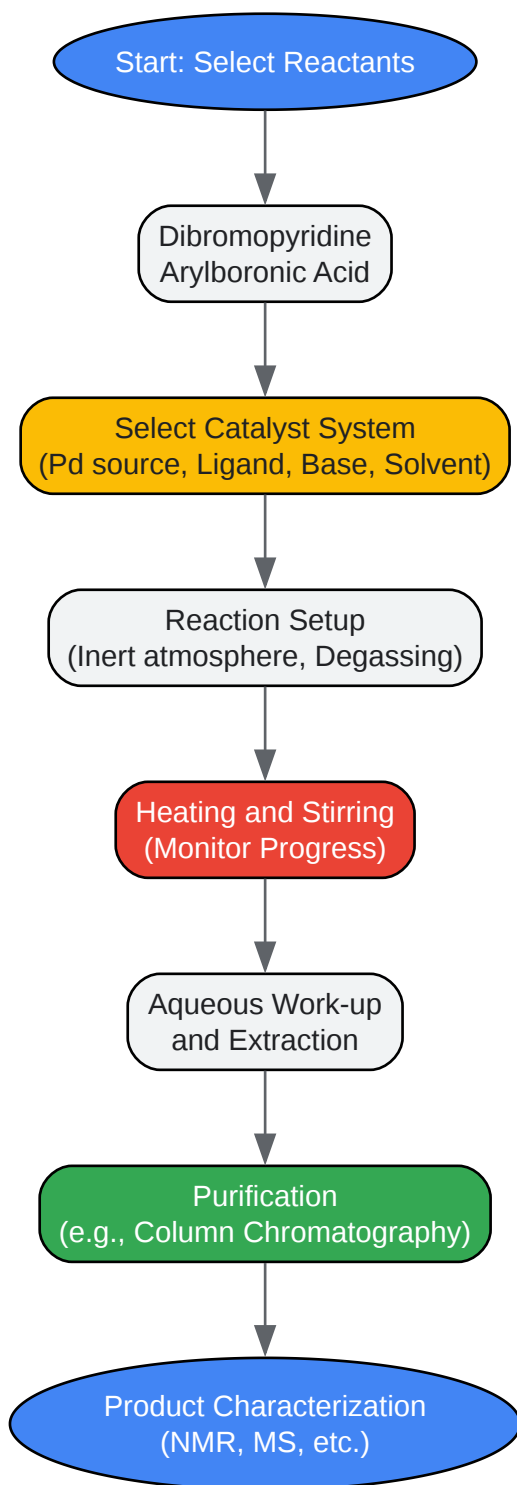 Start: Select Reactants
Dibromopyridine
Arylboronic Acid
Select Catalyst System
(Pd source, Ligand, Base, Solvent)
Reaction Setup
(Inert atmosphere, Degassing)
Heating and Stirring
(Monitor Progress)
Aqueous Work-up
and Extraction
Purification
(e.g., Column Chromatography)
Product Characterization
(NMR, MS, etc.)